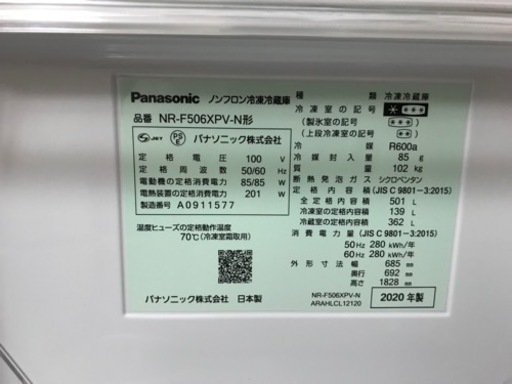 Panasonic ノンフロン冷凍冷蔵庫
品番 NR-F506XPV-N形
JET PSE パナソニック株式会社
定格電圧 100 V
定格周波数 50/60 Hz
電動機の定格消費電力 85/85 W
電熱装置の定格消費電力 201 W
製造番号 A0911577
温度ヒューズの定格動作温度
70℃(冷凍室霜取用)
パナソニック株式会社 日本製
種類 冷凍冷蔵庫
冷凍室の記号
(製氷室の記号)
(上段冷凍室の記号)
冷媒 R600a
冷媒封入量 85 g
質量 102 kg
断熱発泡ガス シクロペンタン
定格内容積 (JIS C 9801-3:2015)
全定格内容積 501 L
冷凍室の定格内容積 139 L
冷蔵室の定格内容積 362 L
消費電力量 (JIS C 9801-3:2015)
50Hz 280 kWh/年
60Hz 280 kWh/年
外形寸法 幅 685 mm
奥行 692 mm
高さ 1828 mm
NR-F506XPV-N
ARAHLCL12120
2020年製